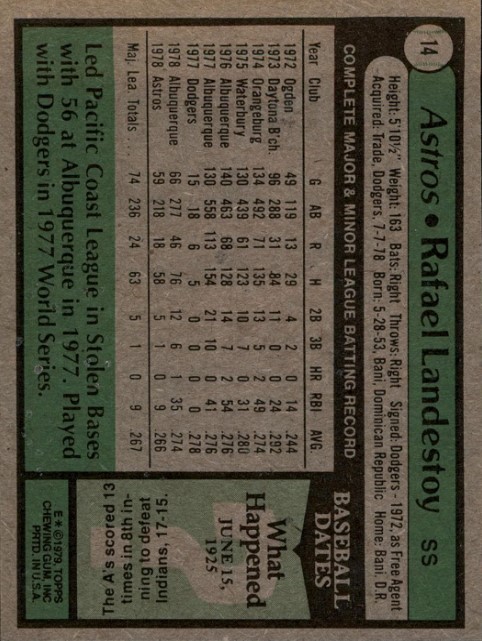 14
Astros • Rafael Landestoy SS
Height: 5'10½" Weight: 163 Bats: Right Throws: Right Signed: Dodgers - 1972, as Free Agent
Acquired: Trade, Dodgers, 7-7-78 Born: 5-28-53, Bani, Dominican Republic Home: Bani, D.R.
COMPLETE MAJOR & MINOR LEAGUE BATTING RECORD
Year Club G AB R H 2B 3B HR RBI AVG.
1972 Ogden 49 119 13 29 4 2 0 14 .244
1973 Daytona B'ch. 96 288 31 84 11 0 0 24 .292
1974 Orangeburg 134 492 71 135 13 5 2 49 .274
1975 Waterbury 130 439 61 123 10 7 0 31 .280
1976 Albuquerque 140 463 68 128 14 7 2 54 .276
1977 Albuquerque 130 558 113 154 21 10 0 41 .276
1977 Dodgers 15 18 6 5 0 0 0 0 .278
1978 Albuquerque 66 277 46 76 12 6 1 35 .274
1978 Astros 59 218 18 58 5 1 0 9 .266
Maj. Lea. Totals . . . 74 236 24 63 5 1 0 9 .267
Led Pacific Coast League in Stolen Bases
with 56 at Albuquerque in 1977. Played
with Dodgers in 1977 World Series.
BASEBALL
DATES
What
Happened
JUNE 15,
1925
The A's scored 13
times in 8th in-
ning to defeat
Indians, 17-15.
E * © 1979, TOPPS
CHEWING GUM, INC
PRTD. IN U.S.A.